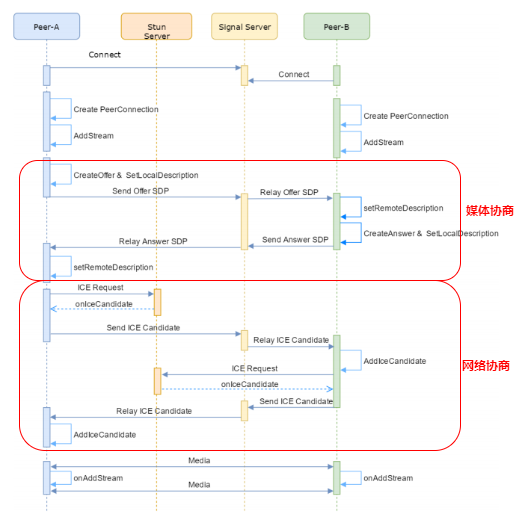 Peer-A
Stun
Server
Signal Server
Peer-B
Connect
Connect
Create PeerConnection
Create PeerConnection
AddStream
AddStream
CreateOffer & SetLocalDescription
Send Offer SDP
Relay Offer SDP
setRemoteDescription
媒体协商
CreateAnswer & SetLocalDescription
Send Answer SDP
Relay Answer SDP
setRemoteDescription
ICE Request
onIceCandidate
Send ICE Candidate
Relay ICE Candidate
AddIceCandidate
网络协商
ICE Request
onIceCandidate
Send ICE Candidate
Relay ICE Candidate
AddIceCandidate
Media
onAddStream
onAddStream
Media